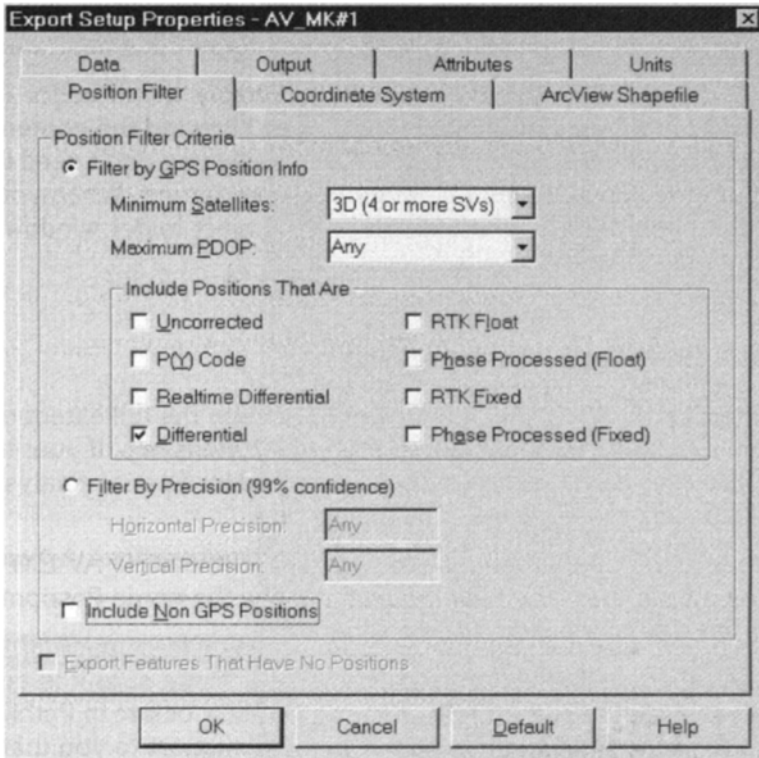 Export Setup Properties - AV_MK#1
Data Output Attributes Units
Position Filter Coordinate System ArcView Shapefile
Position Filter Criteria
Filter by GPS Position Info
Minimum Satellites: 3D (4 or more SVs)
Maximum PDOP: Any
Include Positions That Are
Uncorrected RTK Float
P(Y) Code Phase Processed (Float)
Realtime Differential RTK Fixed
Differential Phase Processed (Fixed)
Filter By Precision (99% confidence)
Horizontal Precision: Any
Vertical Precision: Any
Include Non GPS Positions
Export Features That Have No Positions
OK Cancel Default Help